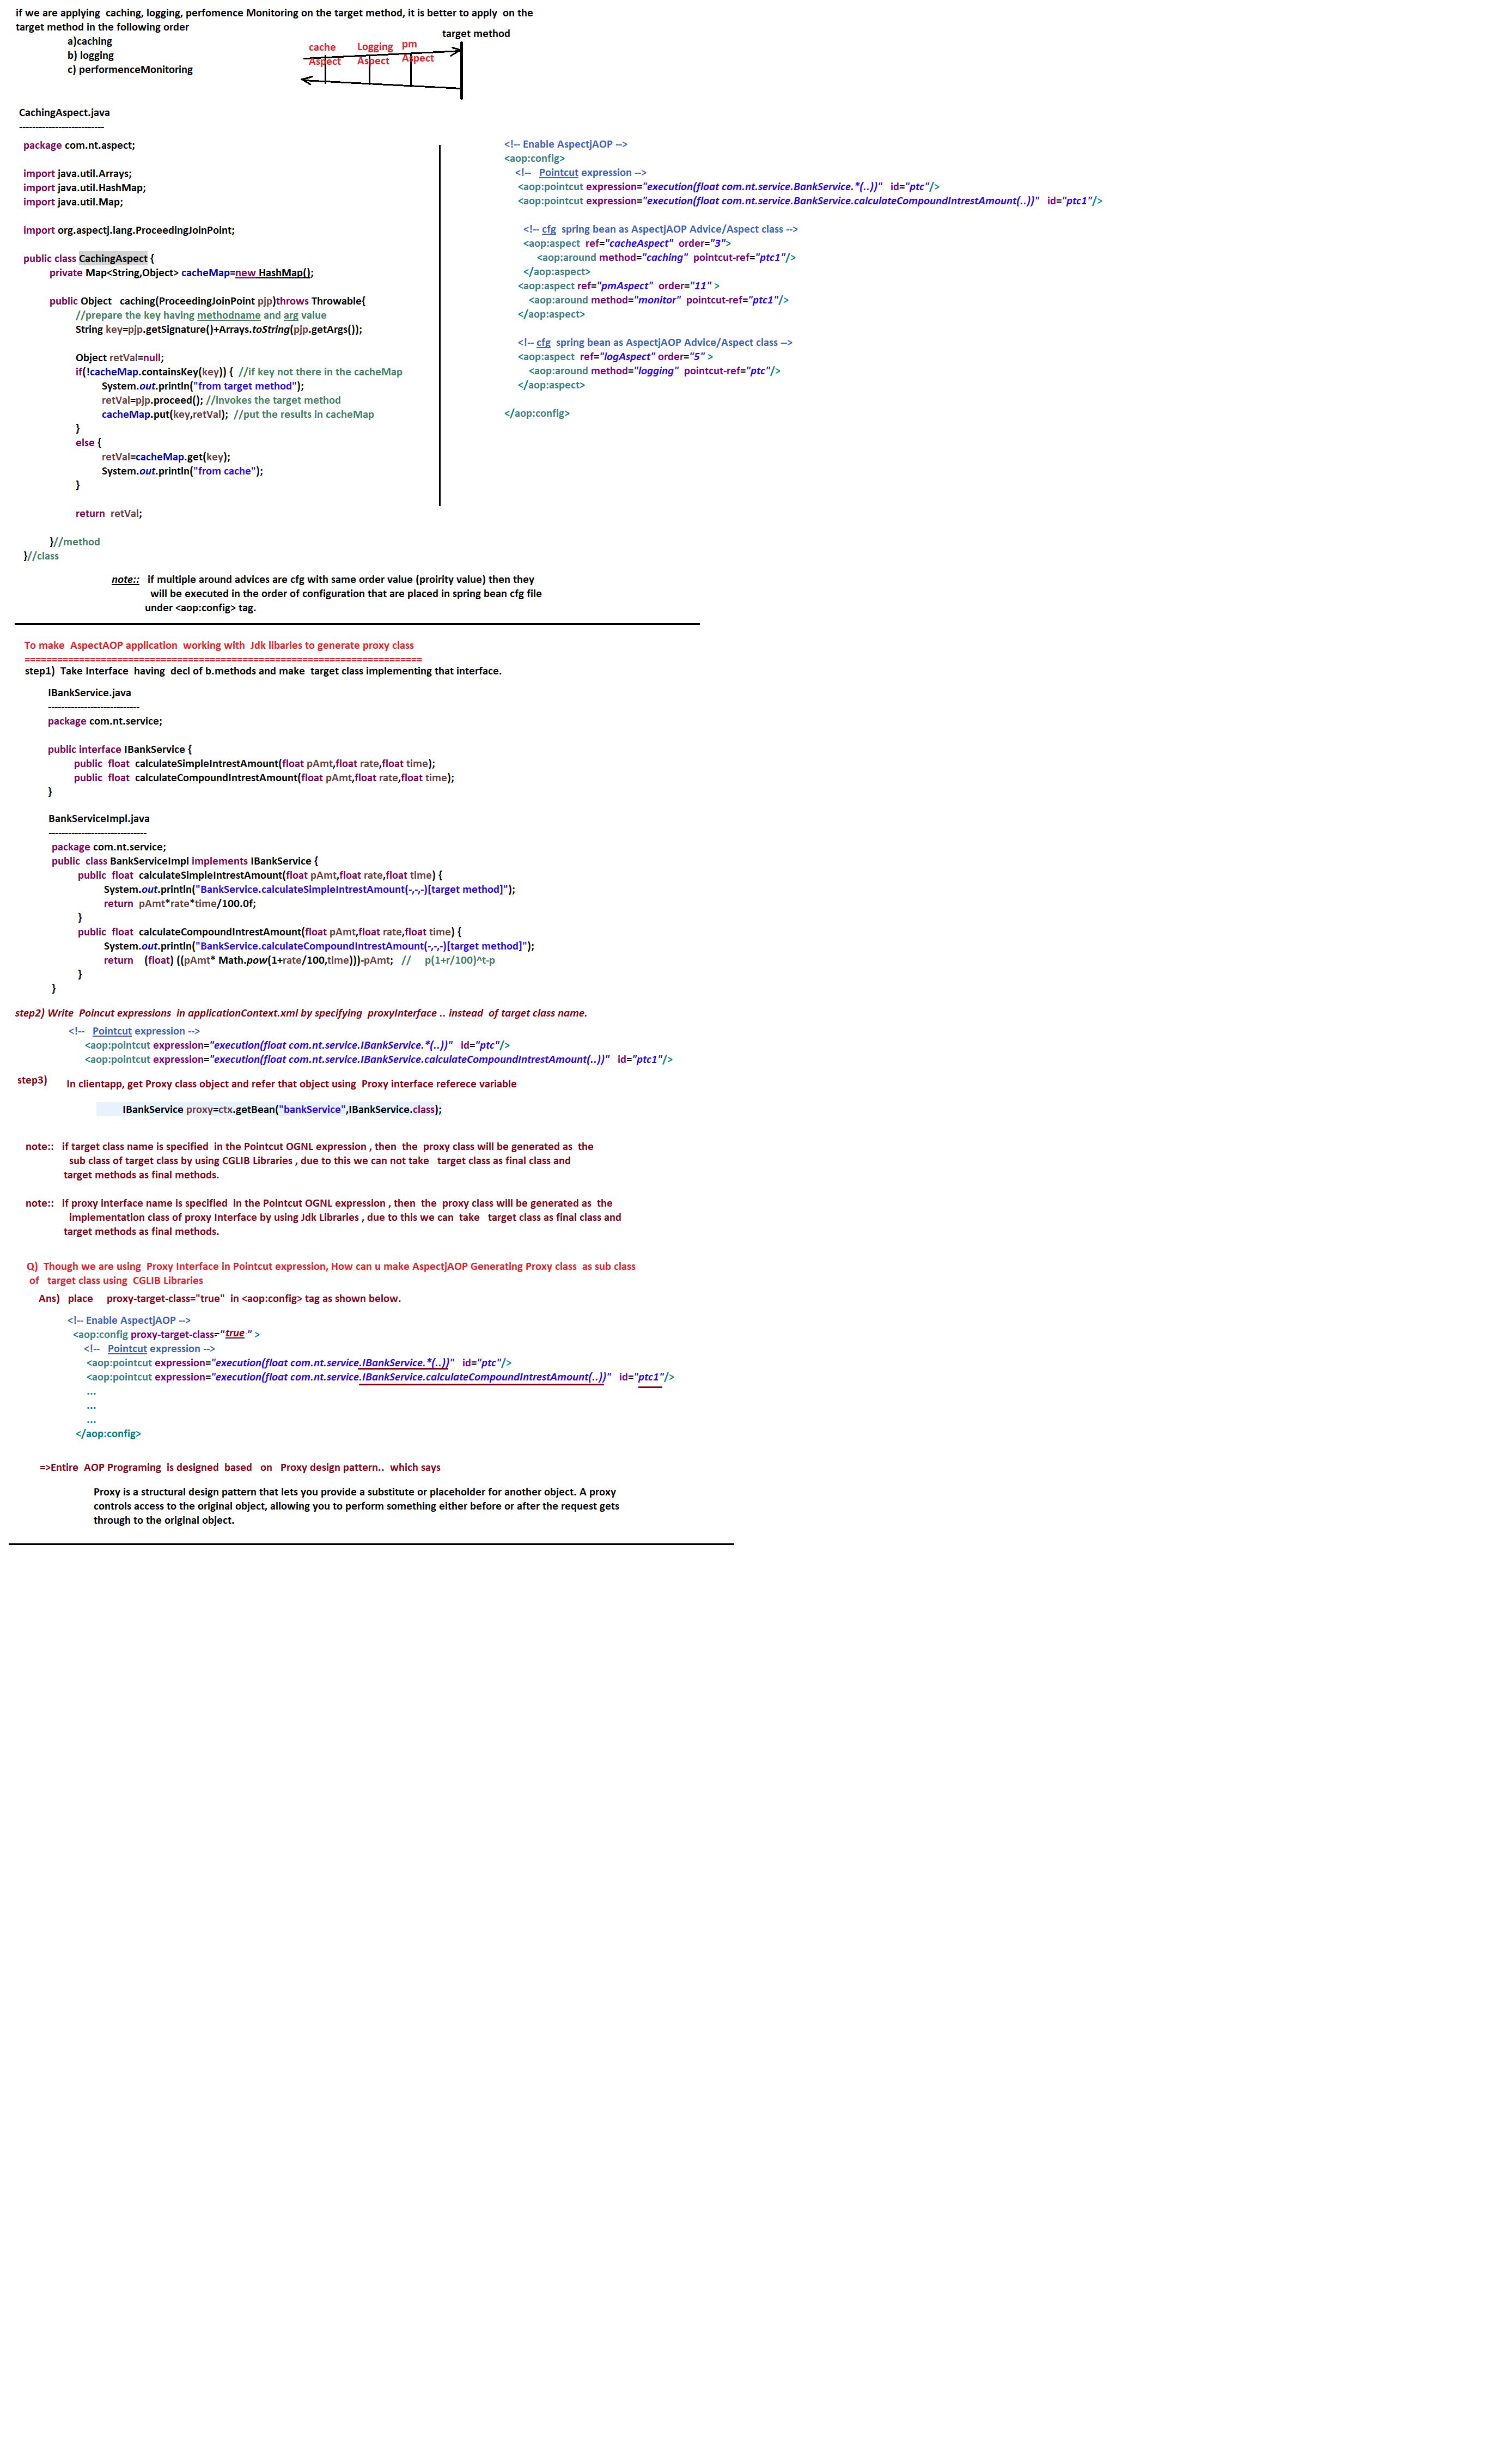 if we are applying  caching, logging, perfomence Monitoring on the target method, it is better to apply  on the
target method in the following order
a)caching
b) logging
c) performenceMonitoring
target method
cache
Aspect
Logging
Aspect
pm
Aspect
CachingAspect.java
--------------------------
package com.nt.aspect;
import java.util.Arrays;
import java.util.HashMap;
import java.util.Map;
import org.aspectj.lang.ProceedingJoinPoint;
public class CachingAspect {
private Map<String,Object> cacheMap=new HashMap();
public Object   caching(ProceedingJoinPoint pjp)throws Throwable{
//prepare the key having methodname and arg value
String key=pjp.getSignature()+Arrays.toString(pjp.getArgs());
Object retVal=null;
if(!cacheMap.containsKey(key)) {  //if key not there in the cacheMap
System.out.println("from target method");
retVal=pjp.proceed(); //invokes the target method
cacheMap.put(key,retVal);  //put the results in cacheMap
}
else {
retVal=cacheMap.get(key);
System.out.println("from cache");
}
return  retVal;
}//method
}//class
<!-- Enable AspectjAOP -->
<aop:config>
<!--   Pointcut expression -->
<aop:pointcut expression="execution(float com.nt.service.BankService.*(..))"   id="ptc"/>
<aop:pointcut expression="execution(float com.nt.service.BankService.calculateCompoundIntrestAmount(..))"   id="ptc1"/>
<!-- cfg  spring bean as AspectjAOP Advice/Aspect class -->
<aop:aspect  ref="cacheAspect"  order="3">
<aop:around method="caching"  pointcut-ref="ptc1"/>
</aop:aspect>
<aop:aspect ref="pmAspect"  order="11" >
<aop:around method="monitor"  pointcut-ref="ptc1"/>
</aop:aspect>
<!-- cfg  spring bean as AspectjAOP Advice/Aspect class -->
<aop:aspect  ref="logAspect" order="5" >
<aop:around method="logging"  pointcut-ref="ptc"/>
</aop:aspect>
</aop:config>
note::   if multiple around advices are cfg with same order value (proirity value) then they
will be executed in the order of configuration that are placed in spring bean cfg file
under <aop:config> tag.
To make  AspectAOP application  working with  Jdk libaries to generate proxy class
=========================================================================
step1)  Take Interface  having  decl of b.methods and make  target class implementing that interface.
IBankService.java
----------------------------
package com.nt.service;
public interface IBankService {
public  float  calculateSimpleIntrestAmount(float pAmt,float rate,float time);
public  float  calculateCompoundIntrestAmount(float pAmt,float rate,float time);
}
BankServiceImpl.java
------------------------------
package com.nt.service;
public  class BankServiceImpl implements IBankService {
public  float  calculateSimpleIntrestAmount(float pAmt,float rate,float time) {
System.out.println("BankService.calculateSimpleIntrestAmount(-,-,-)[target method]");
return  pAmt*rate*time/100.0f;
}
public  float  calculateCompoundIntrestAmount(float pAmt,float rate,float time) {
System.out.println("BankService.calculateCompoundIntrestAmount(-,-,-)[target method]");
return    (float) ((pAmt* Math.pow(1+rate/100,time)))-pAmt;   //     p(1+r/100)^t-p
}
}
step2) Write  Poincut expressions  in applicationContext.xml by specifying  proxyInterface .. instead  of target class name.
<!--   Pointcut expression -->
<aop:pointcut expression="execution(float com.nt.service.IBankService.*(..))"   id="ptc"/>
<aop:pointcut expression="execution(float com.nt.service.IBankService.calculateCompoundIntrestAmount(..))"   id="ptc1"/>
step3)   In clientapp, get Proxy class object and refer that object using  Proxy interface referece variable
IBankService proxy=ctx.getBean("bankService",IBankService.class);
note::   if target class name is specified  in the Pointcut OGNL expression , then  the  proxy class will be generated as  the
sub class of target class by using CGLIB Libraries , due to this we can not take   target class as final class and
target methods as final methods.
note::   if proxy interface name is specified  in the Pointcut OGNL expression , then  the  proxy class will be generated as  the
implementation class of proxy Interface by using Jdk Libraries , due to this we can  take   target class as final class and
target methods as final methods.
Q)  Though we are using  Proxy Interface in Pointcut expression, How can u make AspectjAOP Generating Proxy class  as sub class
of   target class using  CGLIB Libraries
Ans)   place     proxy-target-class="true"  in <aop:config> tag as shown below.
<!-- Enable AspectjAOP -->
<aop:config proxy-target-class="true " >
<!--   Pointcut expression -->
<aop:pointcut expression="execution(float com.nt.service.IBankService.*(..))"   id="ptc"/>
<aop:pointcut expression="execution(float com.nt.service.IBankService.calculateCompoundIntrestAmount(..))"   id="ptc1"/>
...
...
...
</aop:config>
=>Entire  AOP Programing  is designed  based   on   Proxy design pattern..  which says
Proxy is a structural design pattern that lets you provide a substitute or placeholder for another object. A proxy
controls access to the original object, allowing you to perform something either before or after the request gets
through to the original object.